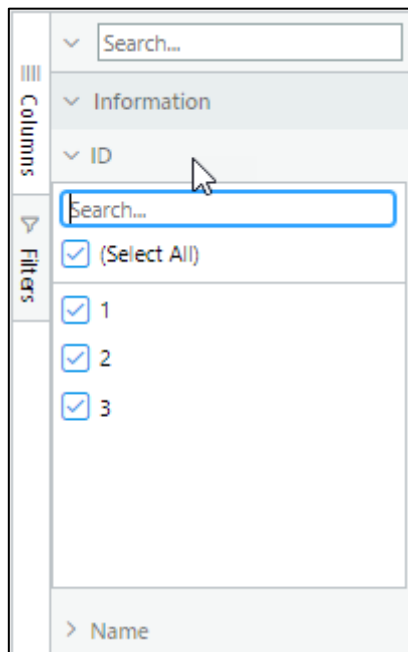 Search...
Information
ID
Search...
(Select All)
1
2
3
Name
Columns
Filters